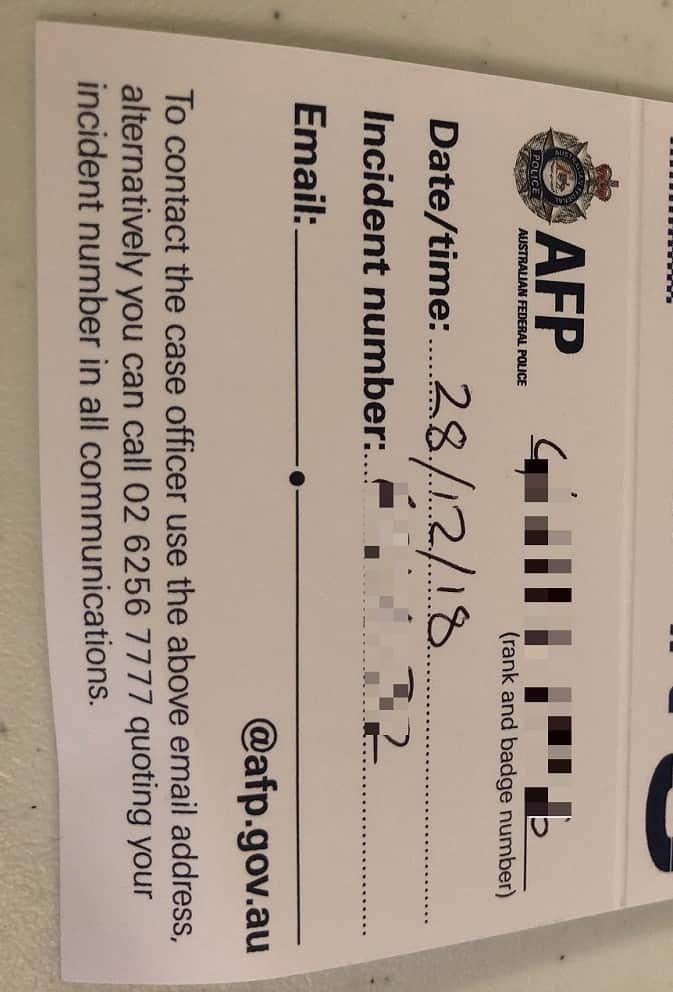 AFP
AUSTRALIAN FEDERAL POLICE
(rank and badge number)
Date/time: 28/12/18
Incident number:
Email:
@afp.gov.au
To contact the case officer use the above email address,
alternatively you can call 02 6256 7777 quoting your
incident number in all communications.